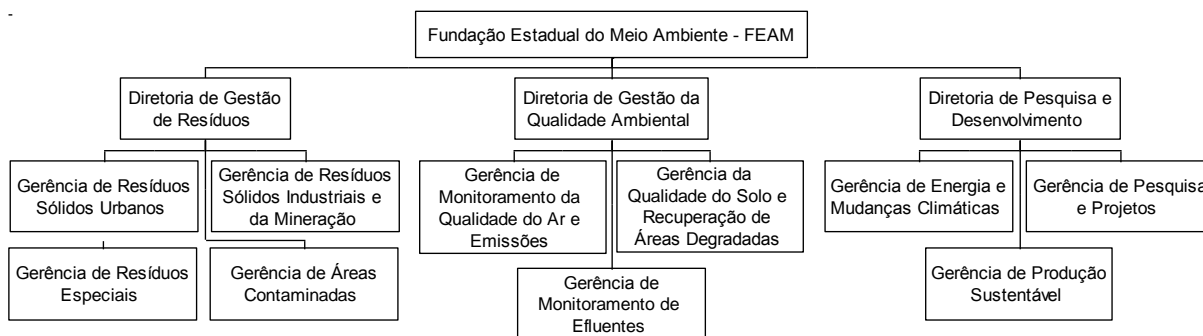 -
Fundação Estadual do Meio Ambiente - FEAM
Diretoria de Gestão
de Resíduos
Diretoria de Gestão da
Qualidade Ambiental
Diretoria de Pesquisa e
Desenvolvimento
Gerência de Resíduos
Sólidos Urbanos
Gerência de Resíduos
Sólidos Industriais e
da Mineração
Gerência de
Monitoramento da
Qualidade do Ar e
Emissões
Gerência da
Qualidade do Solo e
Recuperação de
Áreas Degradadas
Gerência de Energia e
Mudanças Climáticas
Gerência de Pesquisa
e Projetos
Gerência de Resíduos
Especiais
Gerência de Áreas
Contaminadas
Gerência de
Monitoramento de
Efluentes
Gerência de Produção
Sustentável